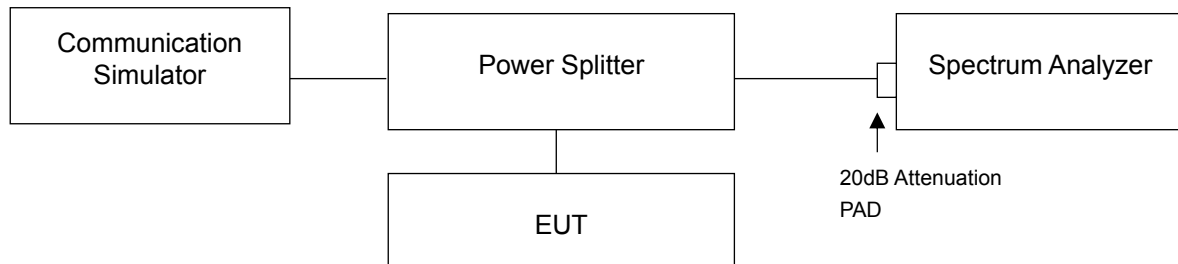 Communication
Simulator
Power Splitter
Spectrum Analyzer
20dB Attenuation
PAD
EUT